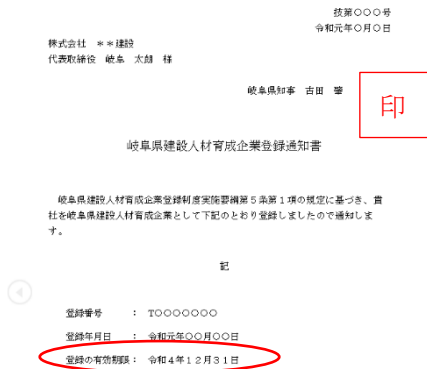 技第○○○号
令和元年○月○日
株式会社 ＊＊建設
代表取締役 岐阜 太郎 様
岐阜県知事 古田 肇
印
岐阜県建設人材育成企業登録通知書
岐阜県建設人材育成企業登録制度実施要綱第５条第１項の規定に基づき、貴
社を岐阜県建設人材育成企業として下記のとおり登録しましたので通知しま
す。
記
登録番号 ： T○○○○○○○
登録年月日 ： 令和元年○○月○○日
登録の有効期限： 令和４年１２月３１日